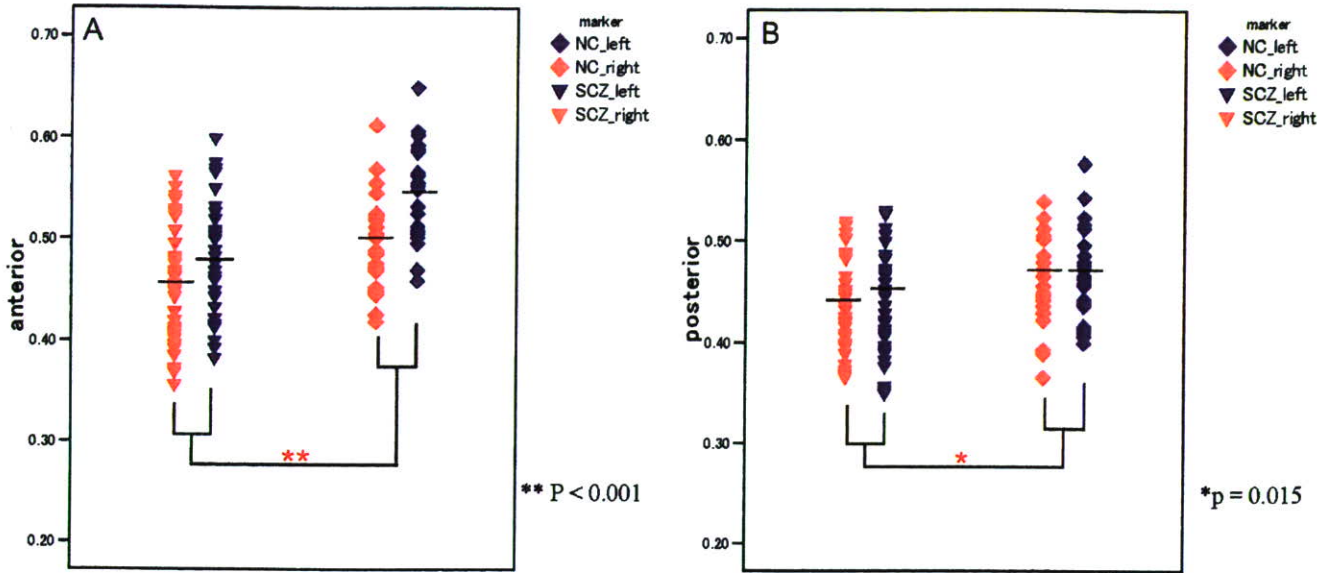 A
marker
NC_left
NC_right
SCZ_left
SCZ_right
anterior
0.70
0.60
0.50
0.40
0.30
0.20
**
** P < 0.001
B
marker
NC_left
NC_right
SCZ_left
SCZ_right
posterior
0.70
0.60
0.50
0.40
0.30
0.20
*
*p = 0.015